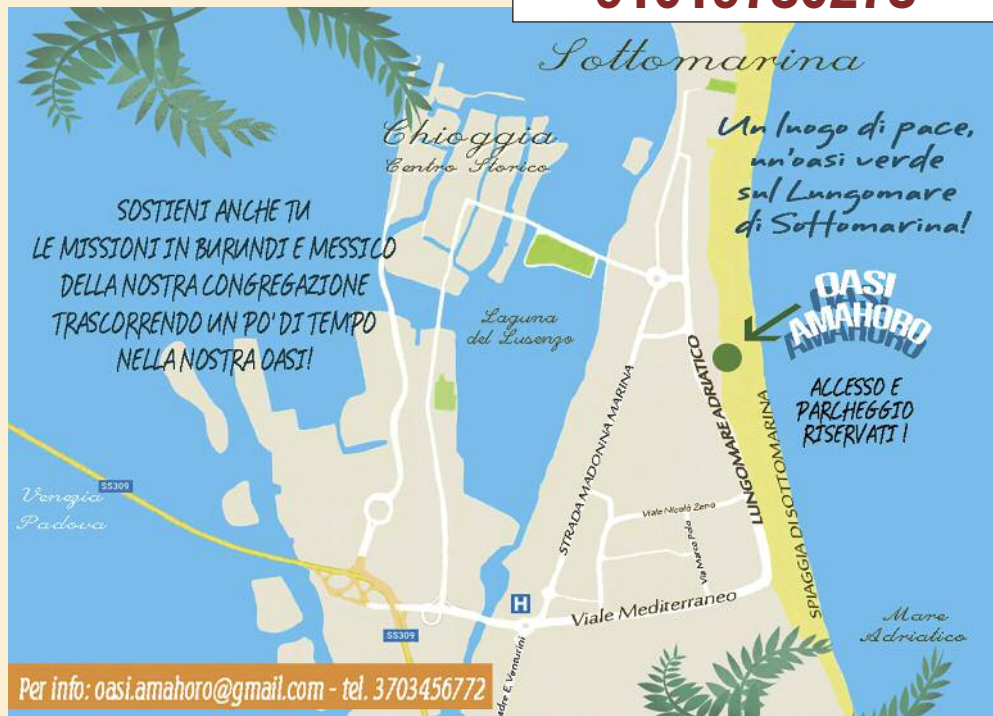 Sottomarina
Chioggia
Centro Storico
Un luogo di pace,
un'oasi verde
sul Lungomare
di Sottomarina!
SOSTIENI ANCHE TU
LE MISSIONI IN BURUNDI E MESSICO
DELLA NOSTRA CONGREGAZIONE
TRASCORRENDO UN PO' DI TEMPO
NELLA NOSTRA OASI!
OASI
AMAHORO
Laguna
del Lusenzo
ACCESSO E
PARCHEGGIO
RISERVATI !
LUNGOMARE ADRIATICO
STRADA MADONNA MARINA
SPIAGGIA DI SOTTOMARINA
Venezia
Padova
SS309
Viale Nicolò Zeno
Via Marco Polo
H
Viale Mediterraneo
SS309
Mare
Adriatico
E. Venturini
Per info: oasi.amahoro@gmail.com - tel. 3703456772